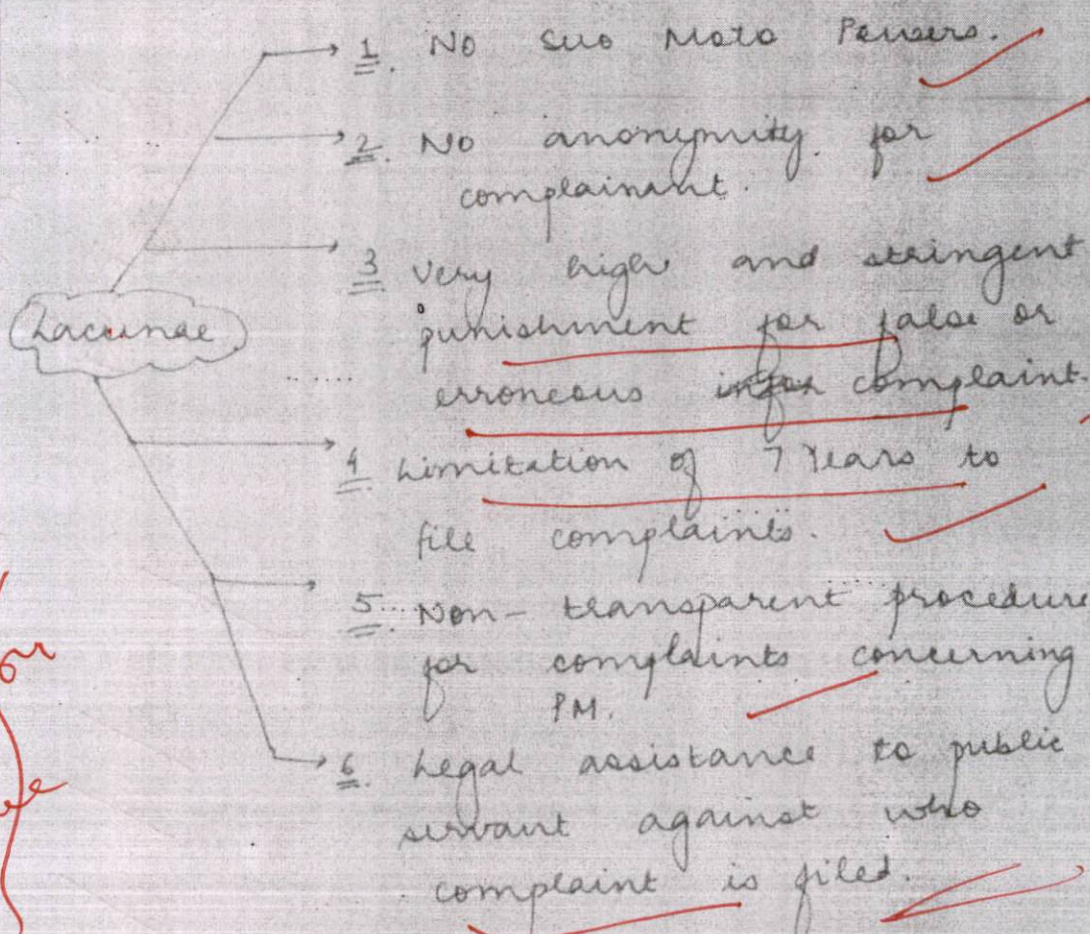 1. No Suo Moto Powers.
2. No anonymity for
complainant.
3 Very high and stringent
punishment for false or
Lacunae
erroneous complaint.
4. Limitation of 7 Years to
file complaints.
5. Non-transparent procedure
for complaints concerning
PM.
6. Legal assistance to public
servant against who
complaint is filed.